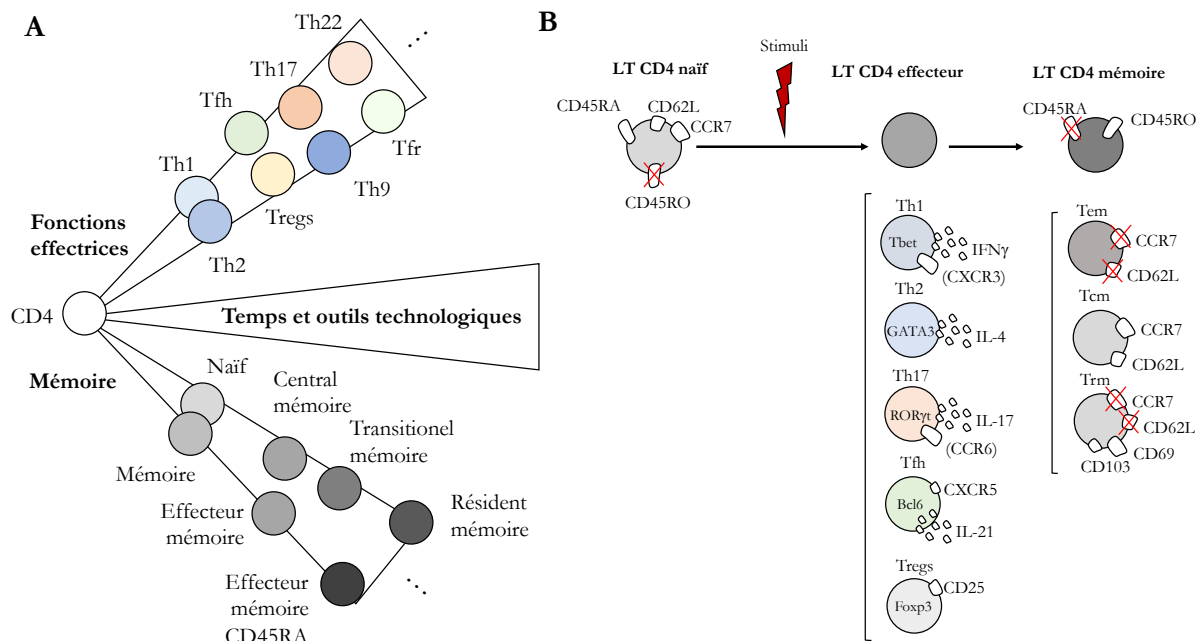 A
Th22
...
Th17
Tfh
Th1
Tfr
Th9
Tregs
Fonctions
effectrices
Th2
CD4
Temps et outils technologiques
Mémoire
Naïf
Central
mémoire
Transitionel
mémoire
Mémoire
Effecteur
mémoire
Résident
mémoire
Effecteur
mémoire
CD45RA
...
B
Stimuli
LT CD4 naïf
LT CD4 effecteur
LT CD4 mémoire
CD45RA
CD62L
CCR7
CD45RO
CD45RA
CD45RO
Th1
Tbet
IFNγ
(CXCR3)
Th2
GATA3
IL-4
Th17
RORγt
IL-17
(CCR6)
Tfh
CXCR5
Bcl6
IL-21
Tregs
CD25
Foxp3
Tem
CCR7
CD62L
Tcm
CCR7
CD62L
Trm
CCR7
CD62L
CD69
CD103